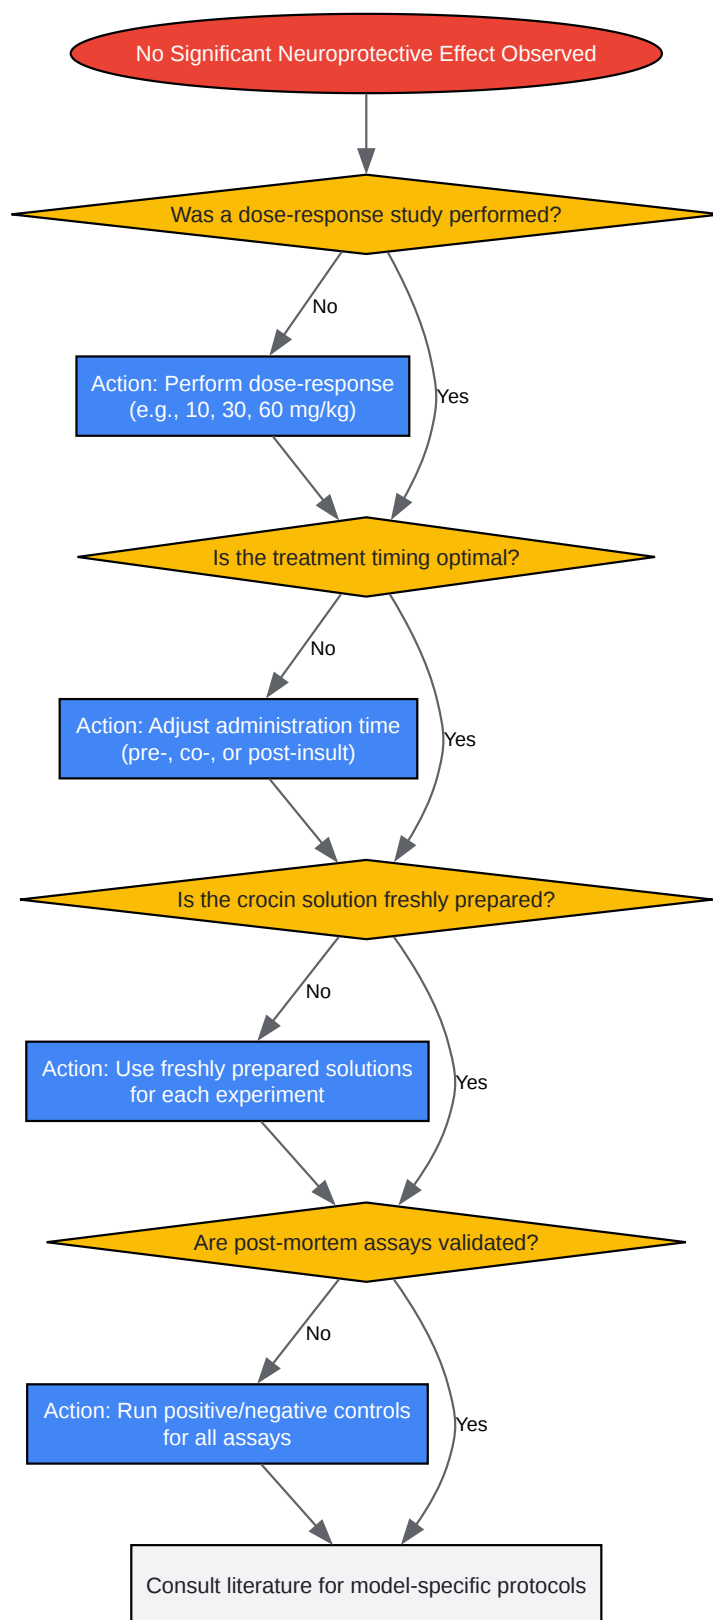 No Significant Neuroprotective Effect Observed
Was a dose-response study performed?
No
Action: Perform dose-response
(e.g., 10, 30, 60 mg/kg)
Yes
Is the treatment timing optimal?
No
Action: Adjust administration time
(pre-, co-, or post-insult)
Yes
Is the crocin solution freshly prepared?
No
Action: Use freshly prepared solutions
for each experiment
Yes
Are post-mortem assays validated?
No
Action: Run positive/negative controls
for all assays
Yes
Consult literature for model-specific protocols